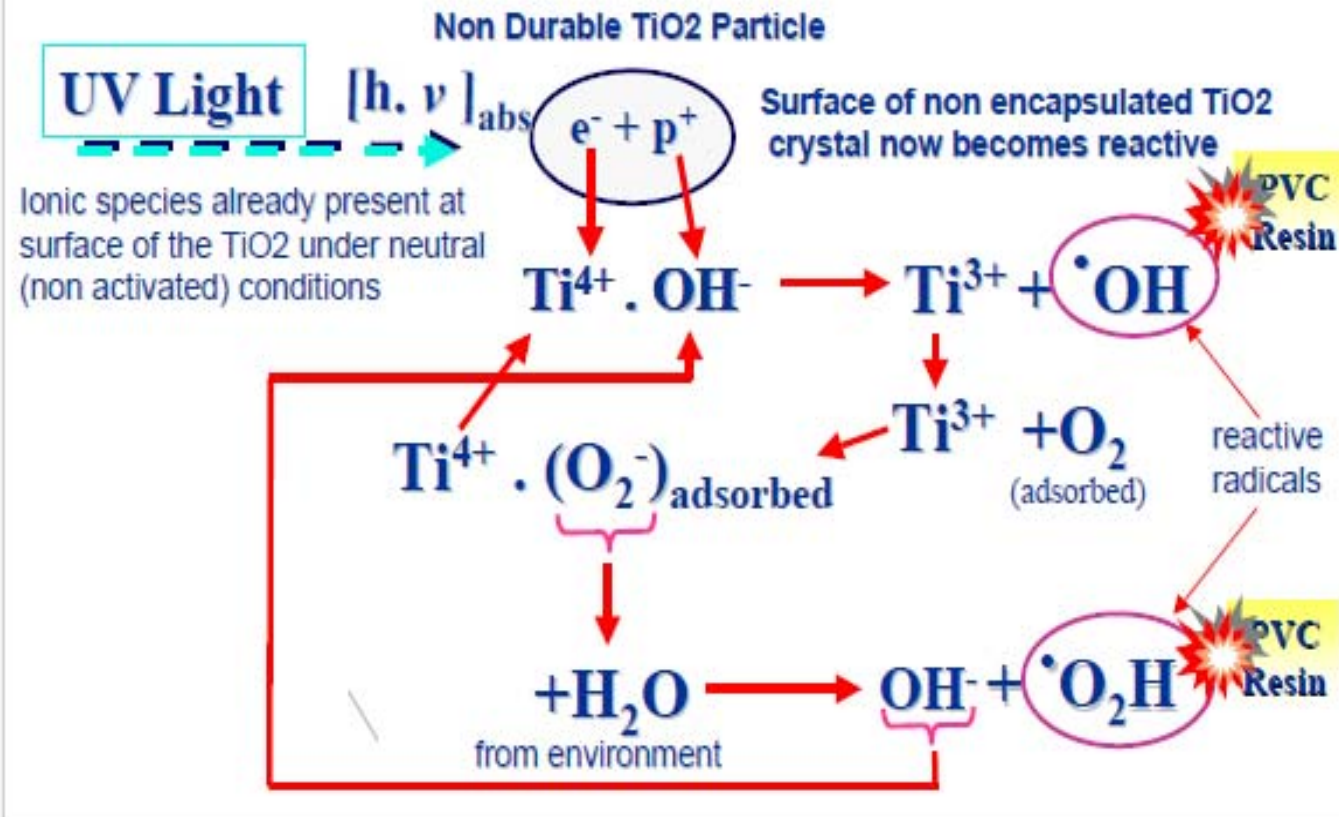 Non Durable TiO2 Particle
UV Light
[h. ν ]abs
e⁻ + p⁺
Surface of non encapsulated TiO2
crystal now becomes reactive
Ionic species already present at
surface of the TiO2 under neutral
(non activated) conditions
PVC
Resin
Ti⁴⁺ . OH⁻
Ti³⁺ + •OH
Ti³⁺ +O₂
(adsorbed)
reactive
radicals
Ti⁴⁺ . (O₂⁻)adsorbed
+H₂O
from environment
OH⁻ + •O₂H
PVC
Resin